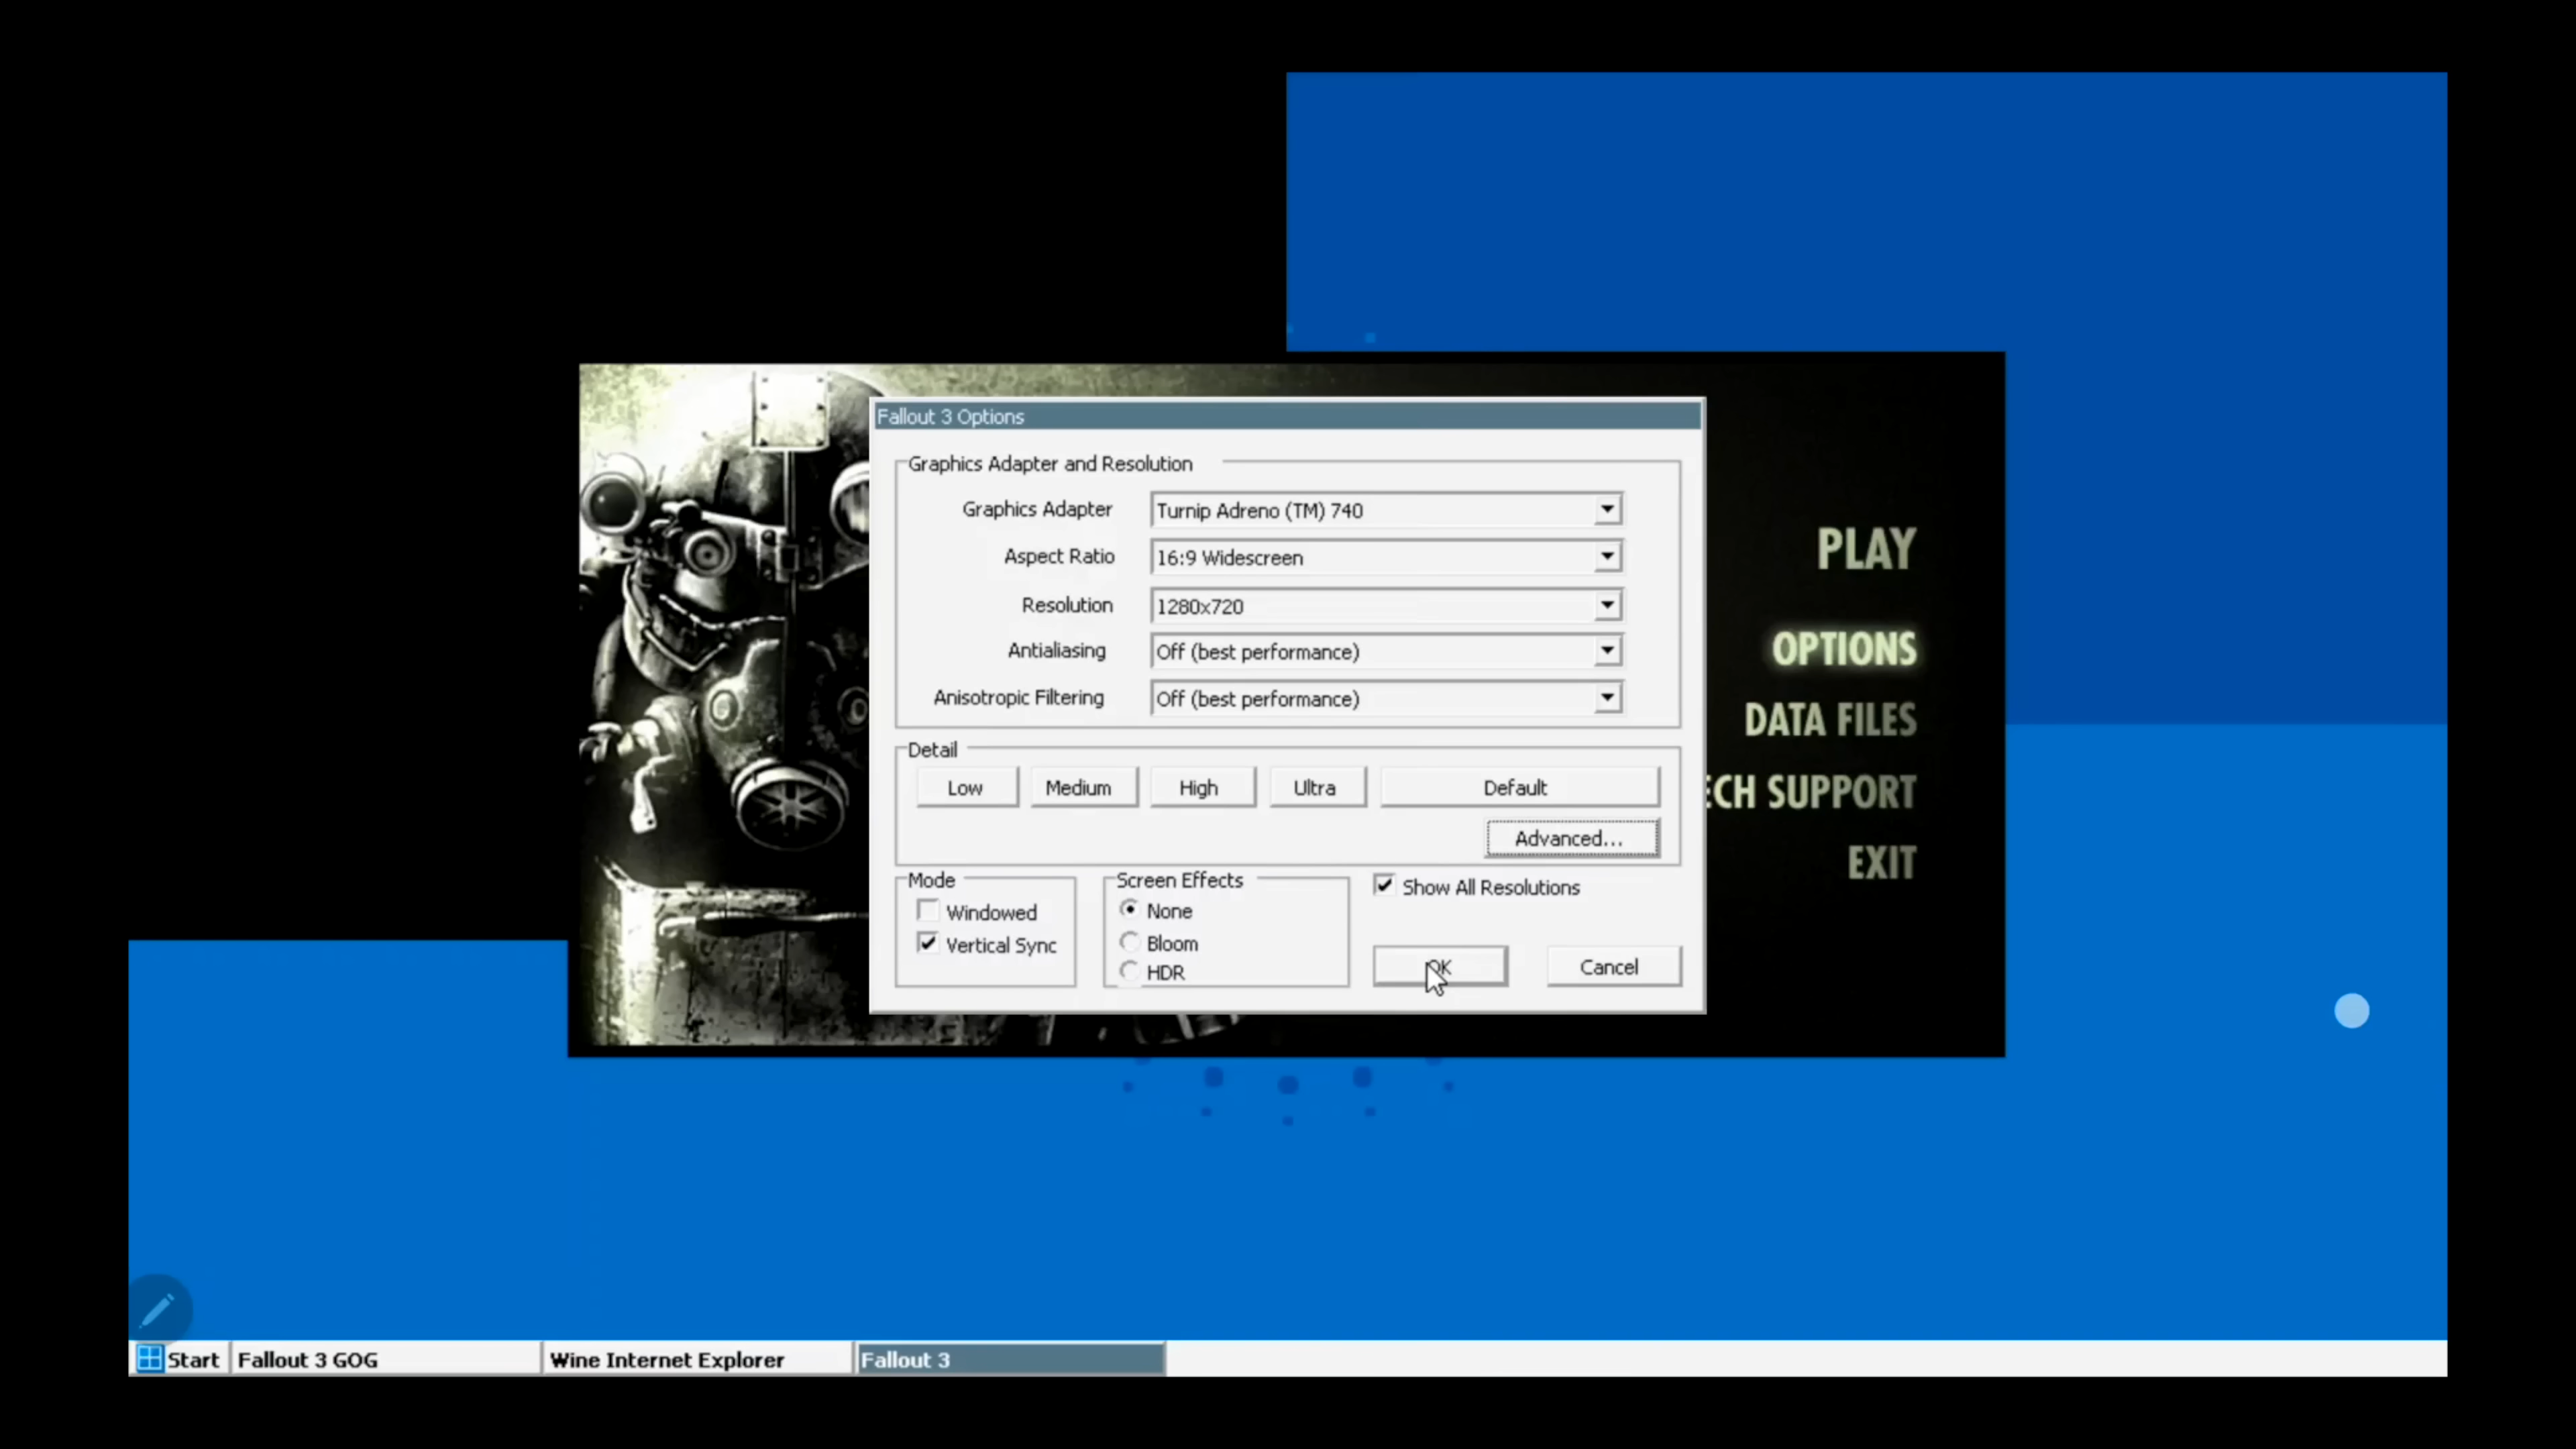 Fallout 3 Options
Graphics Adapter and Resolution
Graphics Adapter
Turnip Adreno (TM) 740
Aspect Ratio
16:9 Widescreen
Resolution
1280x720
Antialiasing
Off (best performance)
Anisotropic Filtering
Off (best performance)
Detail
Low
Medium
High
Ultra
Default
Advanced...
Mode
Windowed
Vertical Sync
Screen Effects
None
Bloom
HDR
Show All Resolutions
OK
Cancel
PLAY
OPTIONS
DATA FILES
ECH SUPPORT
EXIT
Start
Fallout 3 GOG
Wine Internet Explorer
Fallout 3